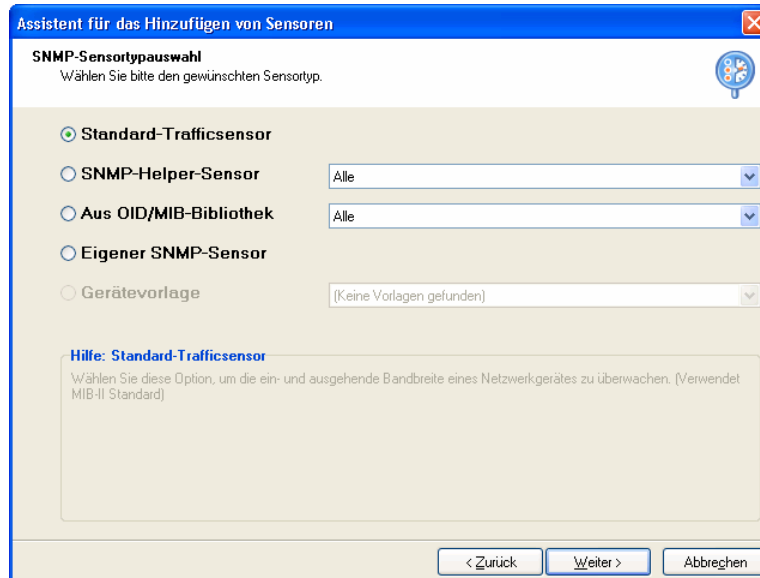 Assistent für das Hinzufügen von Sensoren
SNMP-Sensortypauswahl
Wählen Sie bitte den gewünschten Sensortyp.
Standard-Trafficsensor
SNMP-Helper-Sensor Alle
Aus OID/MIB-Bibliothek Alle
Eigener SNMP-Sensor
Gerätevorlage (Keine Vorlagen gefunden)
Hilfe: Standard-Trafficsensor
Wählen Sie diese Option, um die ein- und ausgehende Bandbreite eines Netzwerkgerätes zu überwachen. (Verwendet
MIB-II Standard)
< Zurück Weiter > Abbrechen